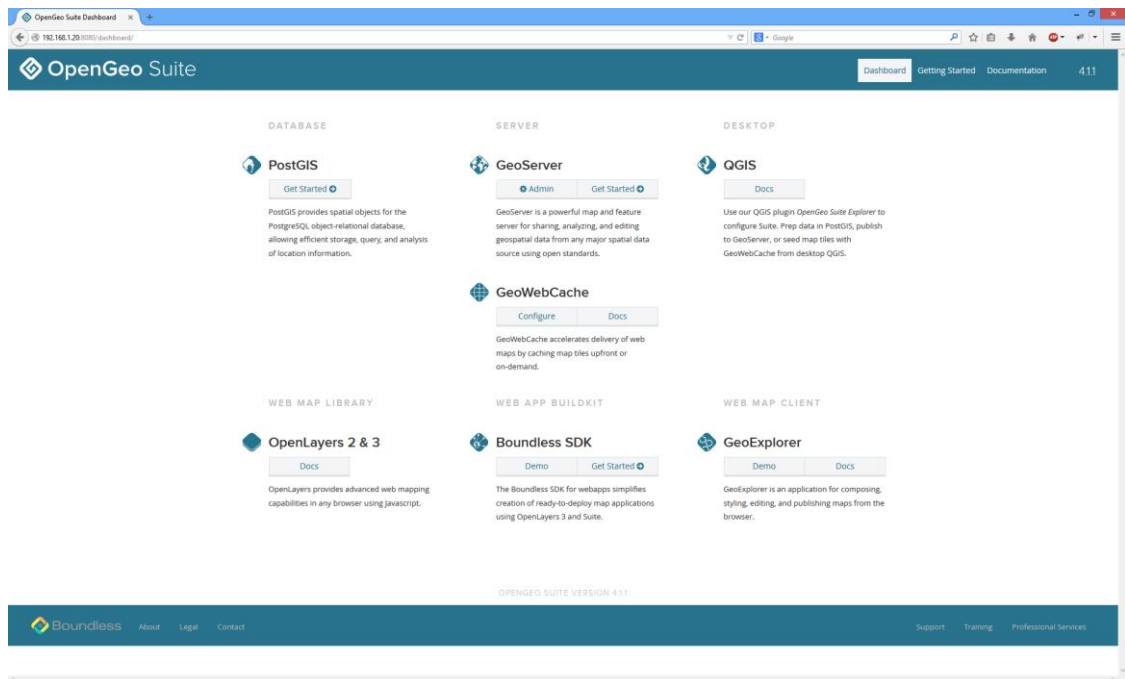 OpenGeo Suite Dashboard
192.168.1.20:8080/dashboard/
Google
OpenGeo Suite
Dashboard Getting Started Documentation 4.1.1
DATABASE
PostGIS
Get Started
PostGIS provides spatial objects for the
PostgreSQL object-relational database,
allowing efficient storage, query, and analysis
of location information.
SERVER
GeoServer
Admin Get Started
GeoServer is a powerful map and feature
server for sharing, analyzing, and editing
geospatial data from any major spatial data
source using open standards.
GeoWebCache
Configure Docs
GeoWebCache accelerates delivery of web
maps by caching map tiles upfront or
on-demand.
DESKTOP
QGIS
Docs
Use our QGIS plugin OpenGeo Suite Explorer to
configure Suite. Prep data in PostGIS, publish
to GeoServer, or seed map tiles with
GeoWebCache from desktop QGIS.
WEB MAP LIBRARY
OpenLayers 2 & 3
Docs
OpenLayers provides advanced web mapping
capabilities in any browser using Javascript.
WEB APP BUILDKIT
Boundless SDK
Demo Get Started
The Boundless SDK for webapps simplifies
creation of ready-to-deploy map applications
using OpenLayers 3 and Suite.
WEB MAP CLIENT
GeoExplorer
Demo Docs
GeoExplorer is an application for composing,
styling, editing, and publishing maps from the
browser.
OPENGEO SUITE VERSION 4.1.1
Boundless About Legal Contact
Support Training Professional Services